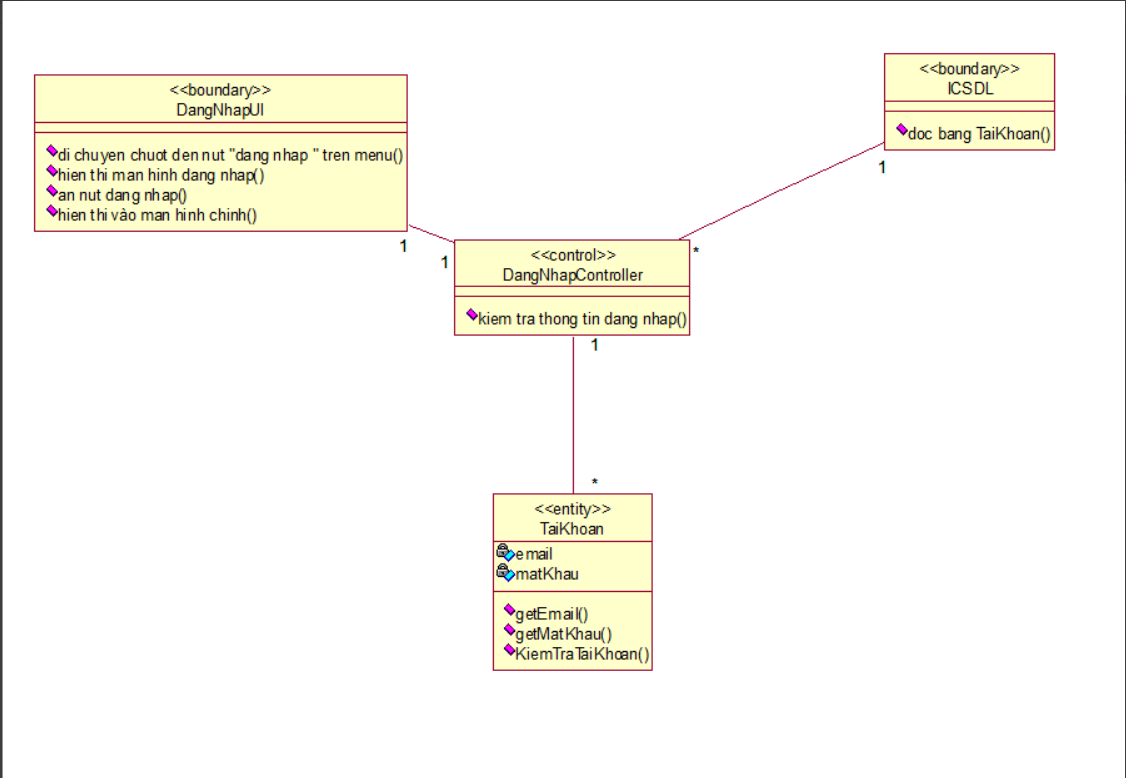 <<boundary>>
DangNhapUI
di chuyen chuot den nut "dang nhap " tren menu()
hien thi man hinh dang nhap()
an nut dang nhap()
hien thi vào man hinh chinh()
1
<<boundary>>
ICSDL
doc bang TaiKhoan()
1
1
*
<<control>>
DangNhapController
kiem tra thong tin dang nhap()
1
*
<<entity>>
TaiKhoan
email
matKhau
getEmail()
getMatKhau()
KiemTraTaiKhoan()